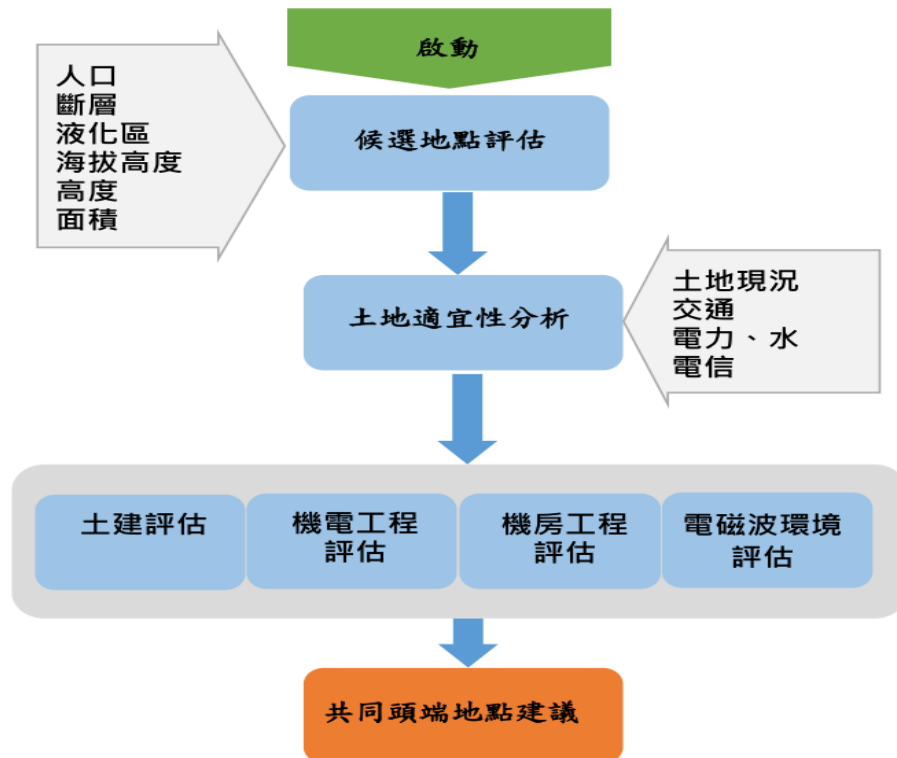 啟動
人口
斷層
液化區
海拔高度
高度
面積
候選地點評估
土地適宜性分析
土地現況
交通
電力、水
電信
土建評估
機電工程
評估
機房工程
評估
電磁波環境
評估
共同頭端地點建議